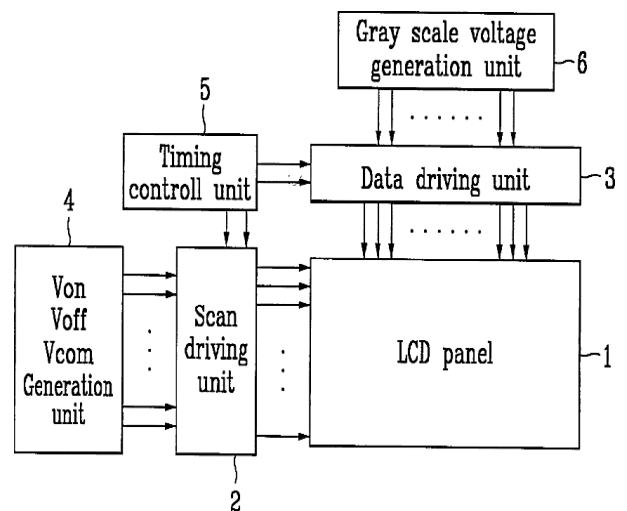 Gray scale voltage
generation unit
6
5
Timing
controll unit
Data driving unit
3
4
Von
Voff
Vcom
Generation
unit
Scan
driving
unit
LCD panel
1
2